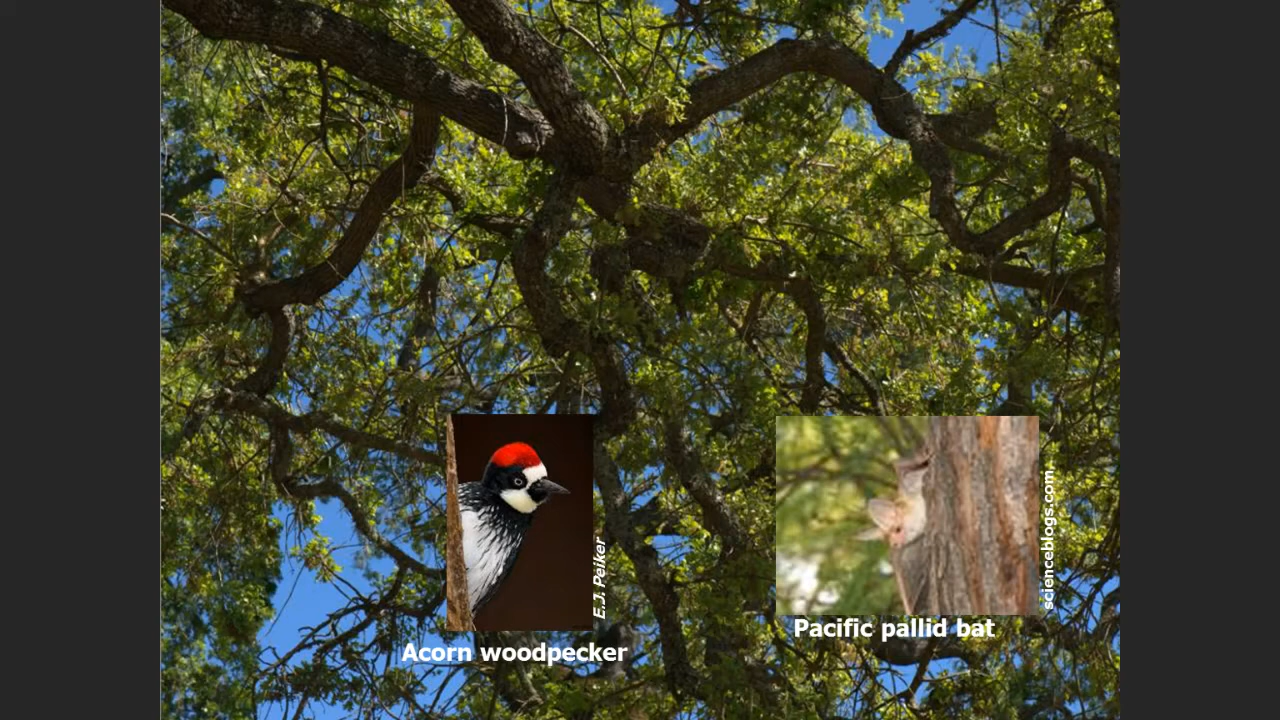 E.J. Peiker
Acorn woodpecker
scienceblogs.com
Pacific pallid bat